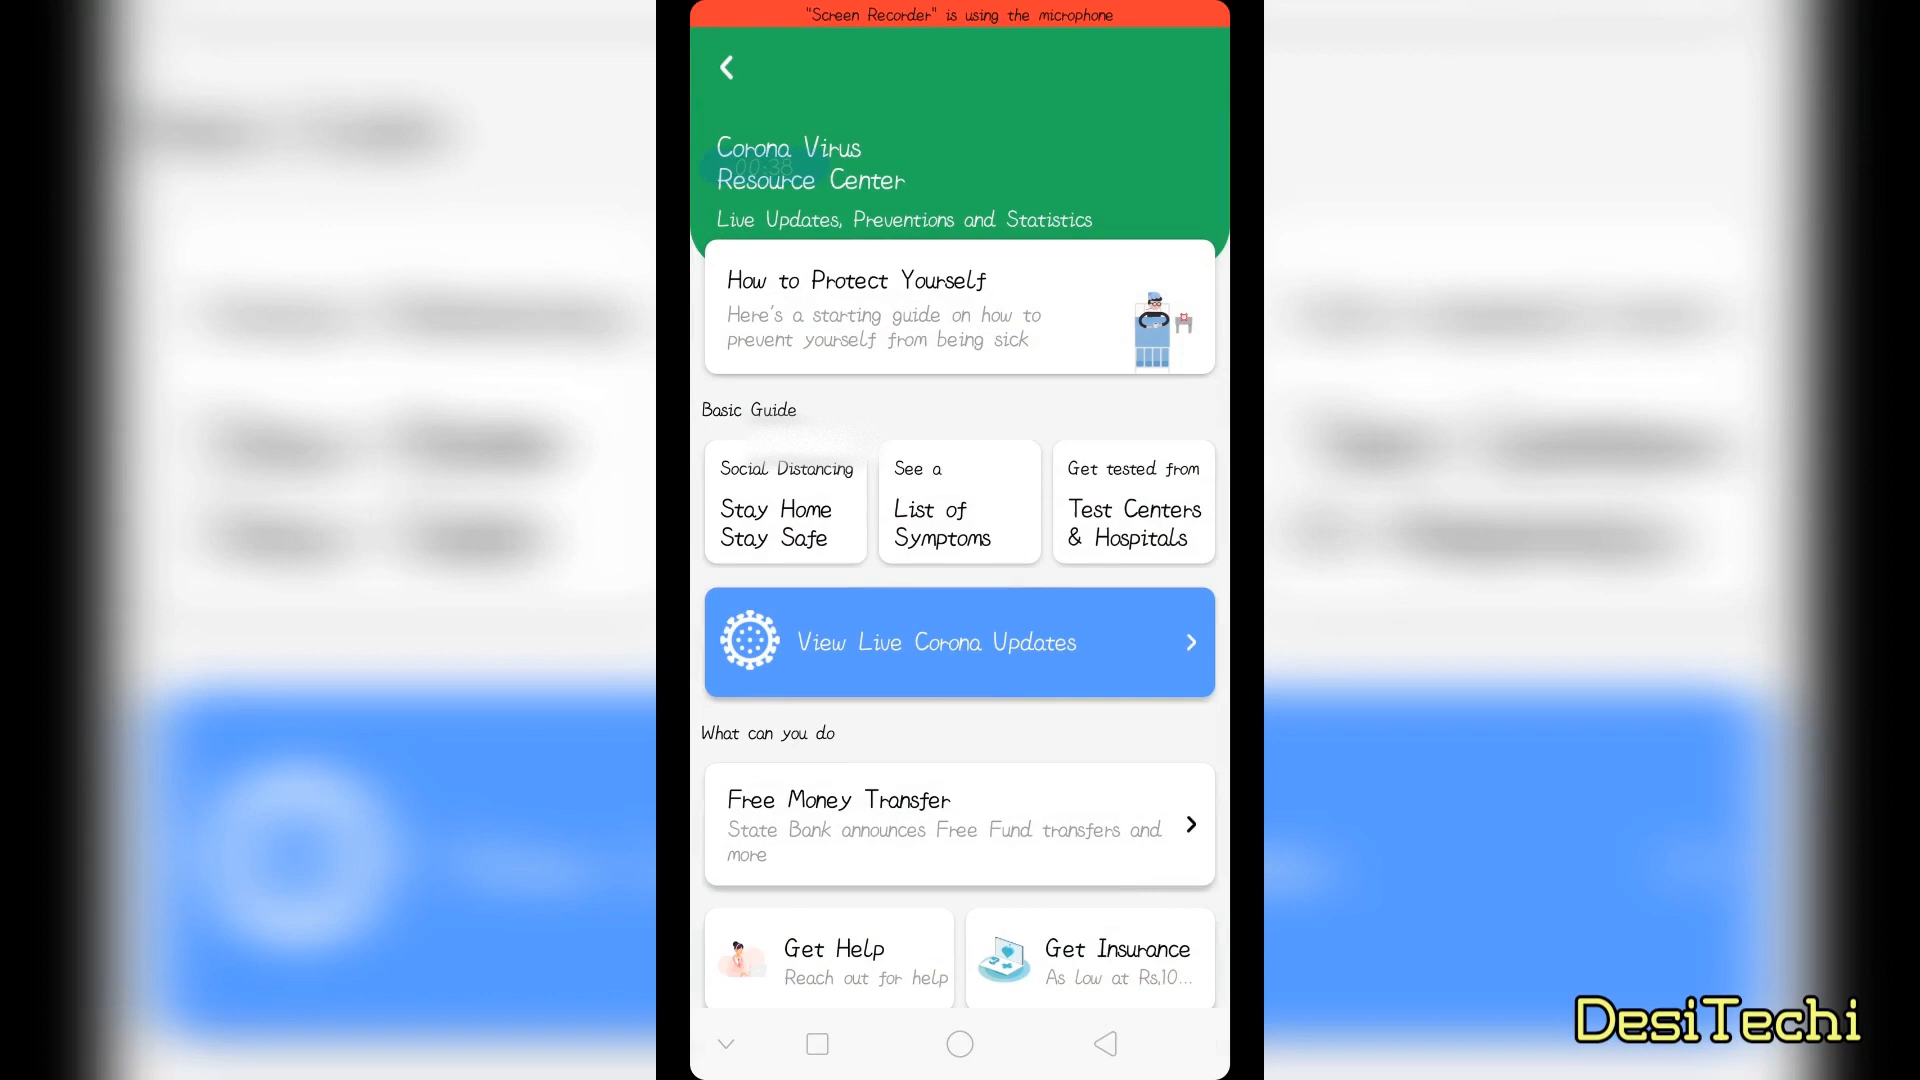 "Screen Recorder" is using the microphone
Corona Virus
00:38
Resource Center
Live Updates, Preventions and Statistics
How to Protect Yourself
Here's a starting guide on how to
prevent yourself from being sick
Basic Guide
Social Distancing
Stay Home
Stay Safe
See a
List of
Symptoms
Get tested from
Test Centers
& Hospitals
View Live Corona Updates
What can you do
Free Money Transfer
State Bank announces Free Fund transfers and
more
Get Help
Reach out for help
Get Insurance
As low at Rs.10...
DesiTechi